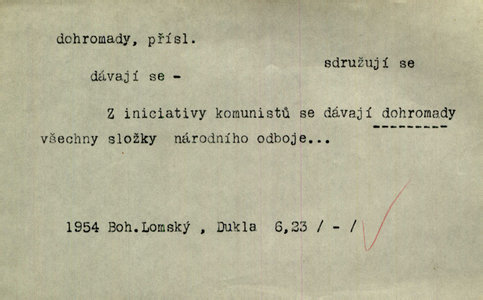 dohromady, přísl.
sdružují se
dávají se -
Z iniciativy komunistů se dávají dohromady
všechny složky národního odboje...
1954 Boh.Lomský , Dukla 6,23 / - /